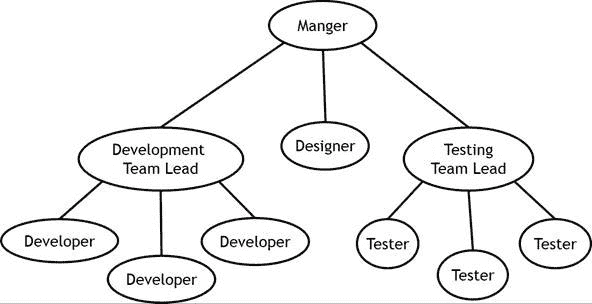 Manger
Development
Team Lead
Designer
Testing
Team Lead
Developer
Developer
Developer
Tester
Tester
Tester